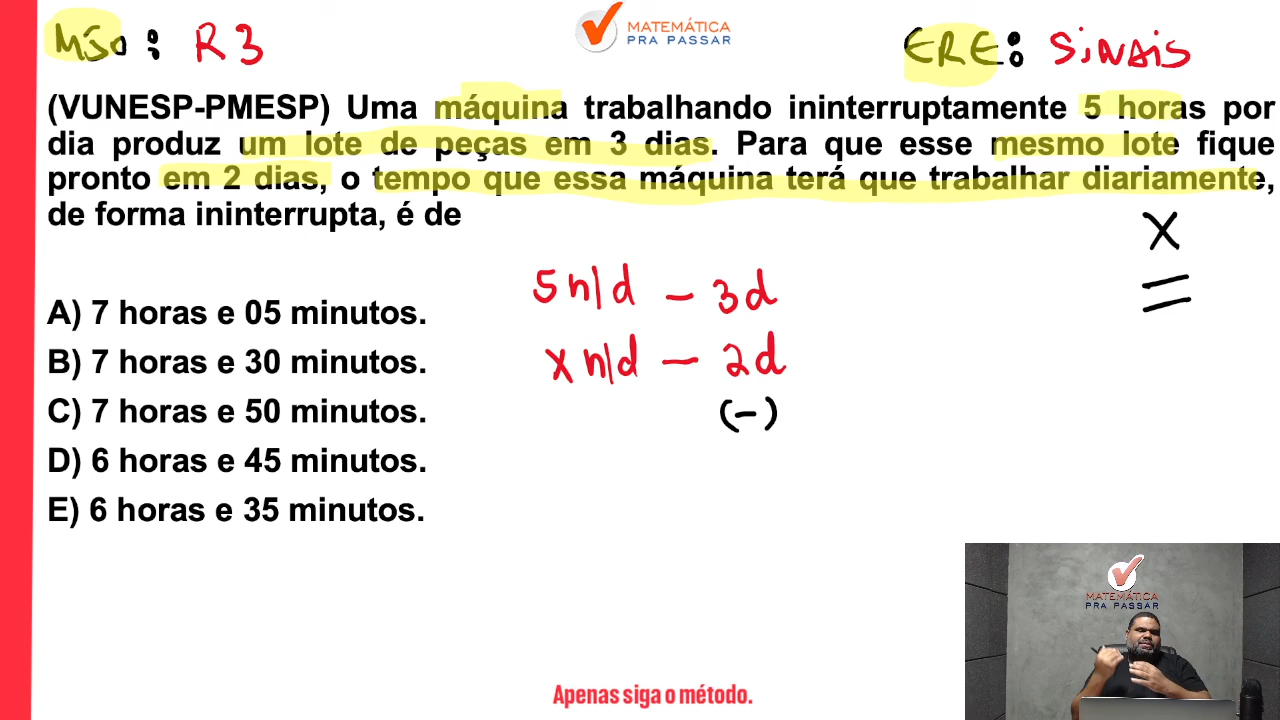 MJO: R3
MATEMÁTICA
PRA PASSAR
ERE: SiNAIS
(VUNESP-PMESP) Uma máquina trabalhando ininterruptamente 5 horas por
dia produz um lote de peças em 3 dias. Para que esse mesmo lote fique
pronto em 2 dias, o tempo que essa máquina terá que trabalhar diariamente,
de forma ininterrupta, é de
X
=
5 h/d - 3d
x h/d - 2d
(-)
A) 7 horas e 05 minutos.
B) 7 horas e 30 minutos.
C) 7 horas e 50 minutos.
D) 6 horas e 45 minutos.
E) 6 horas e 35 minutos.
MATEMÁTICA
PRA PASSAR
Apenas siga o método.